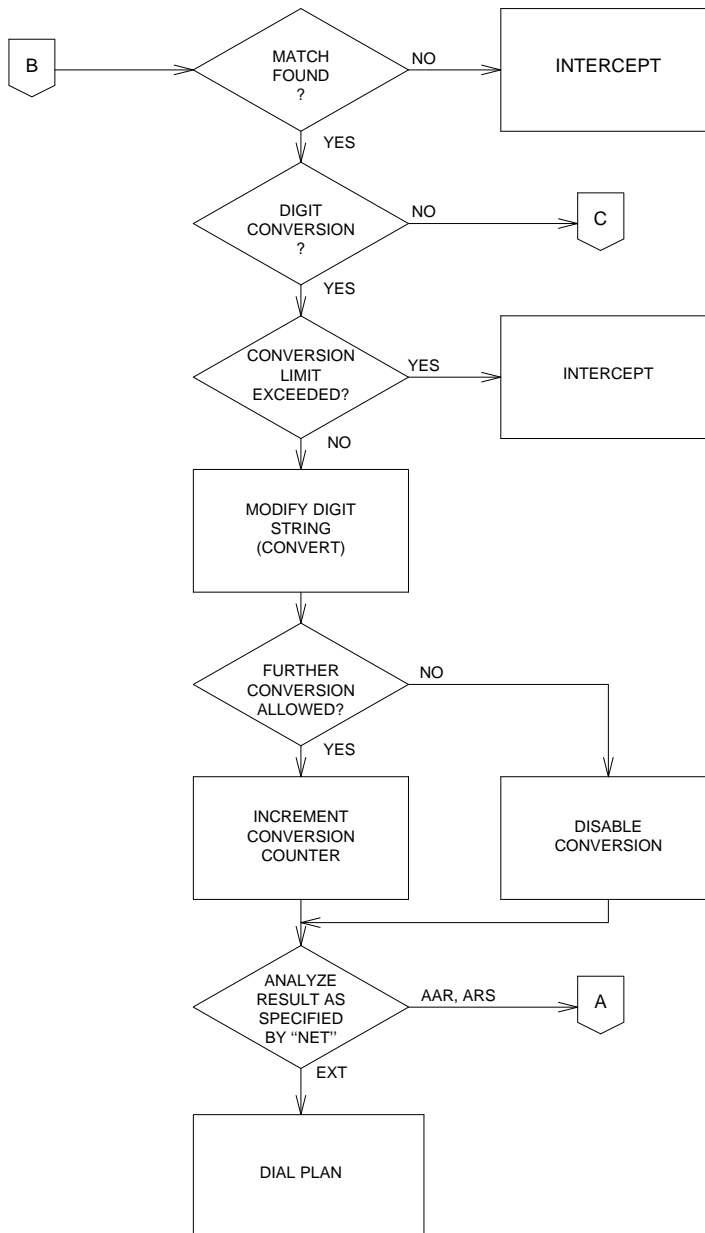 B
MATCH
FOUND
?
NO
INTERCEPT
YES
DIGIT
CONVERSION
?
NO
C
YES
CONVERSION
LIMIT
EXCEEDED?
YES
INTERCEPT
NO
MODIFY DIGIT
STRING
(CONVERT)
FURTHER
CONVERSION
ALLOWED?
NO
YES
INCREMENT
CONVERSION
COUNTER
DISABLE
CONVERSION
ANALYZE
RESULT AS
SPECIFIED
BY “NET”
AAR, ARS
A
EXT
DIAL PLAN